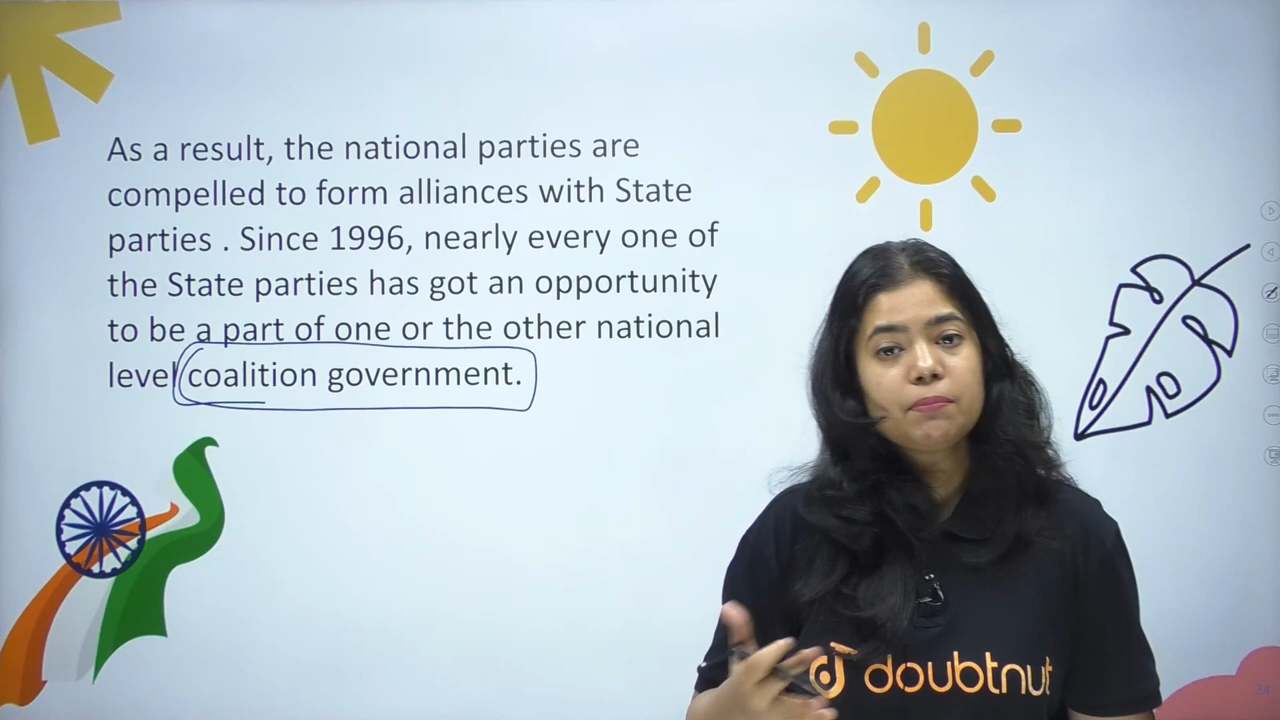 As a result, the national parties are
compelled to form alliances with State
parties . Since 1996, nearly every one of
the State parties has got an opportunity
to be a part of one or the other national
level coalition government.
doubtnut
24